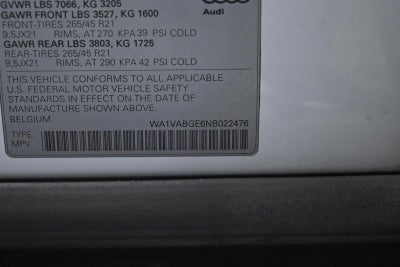 GVWR LBS 7066, KG 3205
GAWR FRONT LBS 3527, KG 1600
FRONT-TIRES 265/45 R21
9,5JX21 RIMS, AT 270 KPA 39 PSI COLD
GAWR REAR LBS 3803, KG 1725
REAR-TIRES 265/45 R21
9,5JX21 RIMS, AT 290 KPA 42 PSI COLD
Audi
THIS VEHICLE CONFORMS TO ALL APPLICABLE
U.S. FEDERAL MOTOR VEHICLE SAFETY
STANDARDS IN EFFECT ON THE DATE OF
MANUFACTURE SHOWN ABOVE.
BELGIUM
WA1VABGE6NB022476
TYPE:
MPV